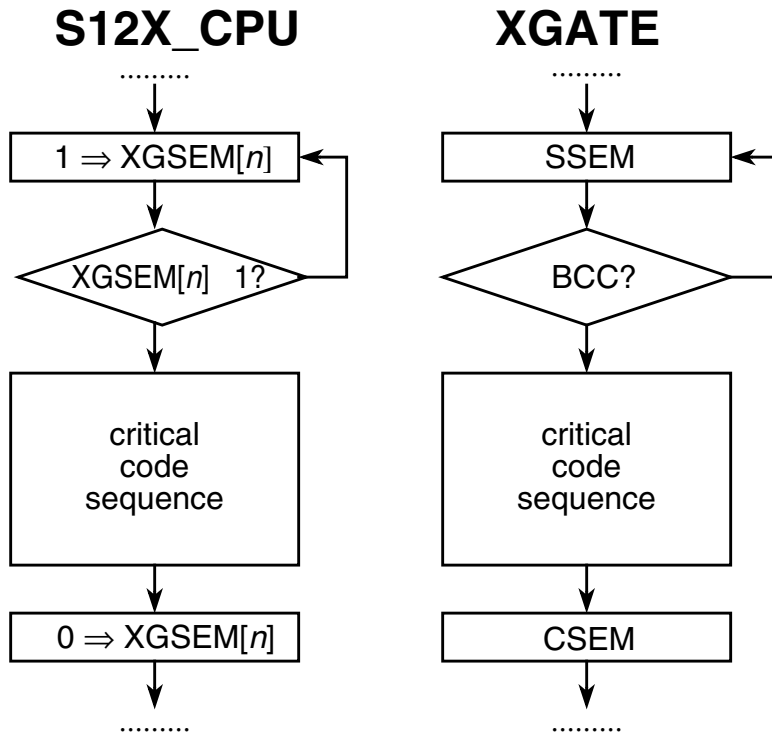 S12X_CPU
.........
1 ⇒ XGSEM[n]
XGSEM[n] 1?
critical
code
sequence
0 ⇒ XGSEM[n]
.........
XGATE
.........
SSEM
BCC?
critical
code
sequence
CSEM
.........